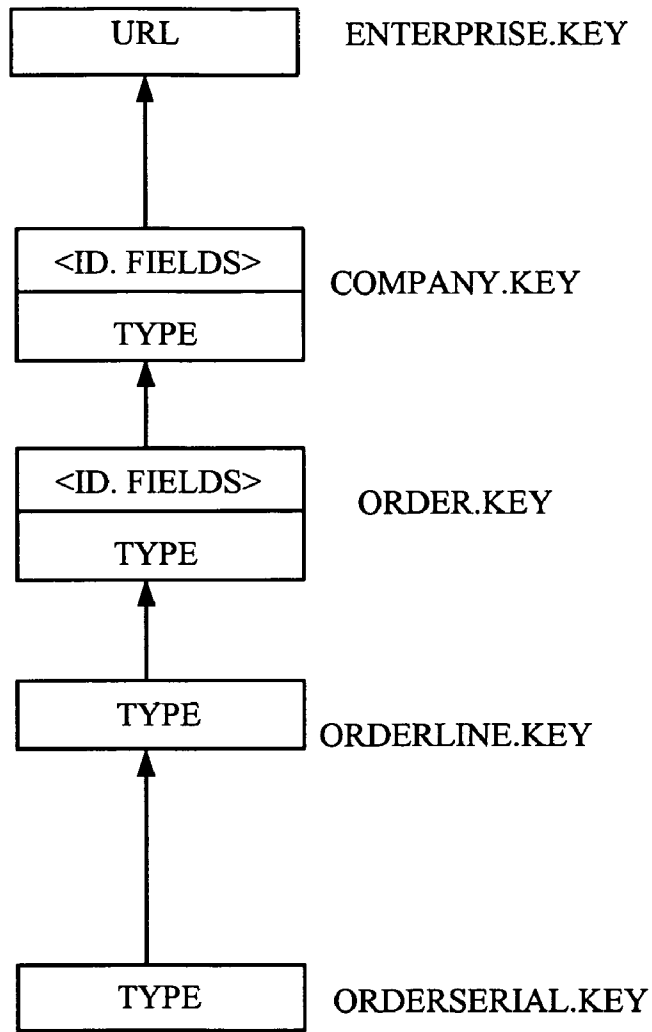 URL ENTERPRISE.KEY
<ID. FIELDS>
COMPANY.KEY
TYPE
<ID. FIELDS>
ORDER.KEY
TYPE
TYPE
ORDERLINE.KEY
TYPE ORDERSERIAL.KEY